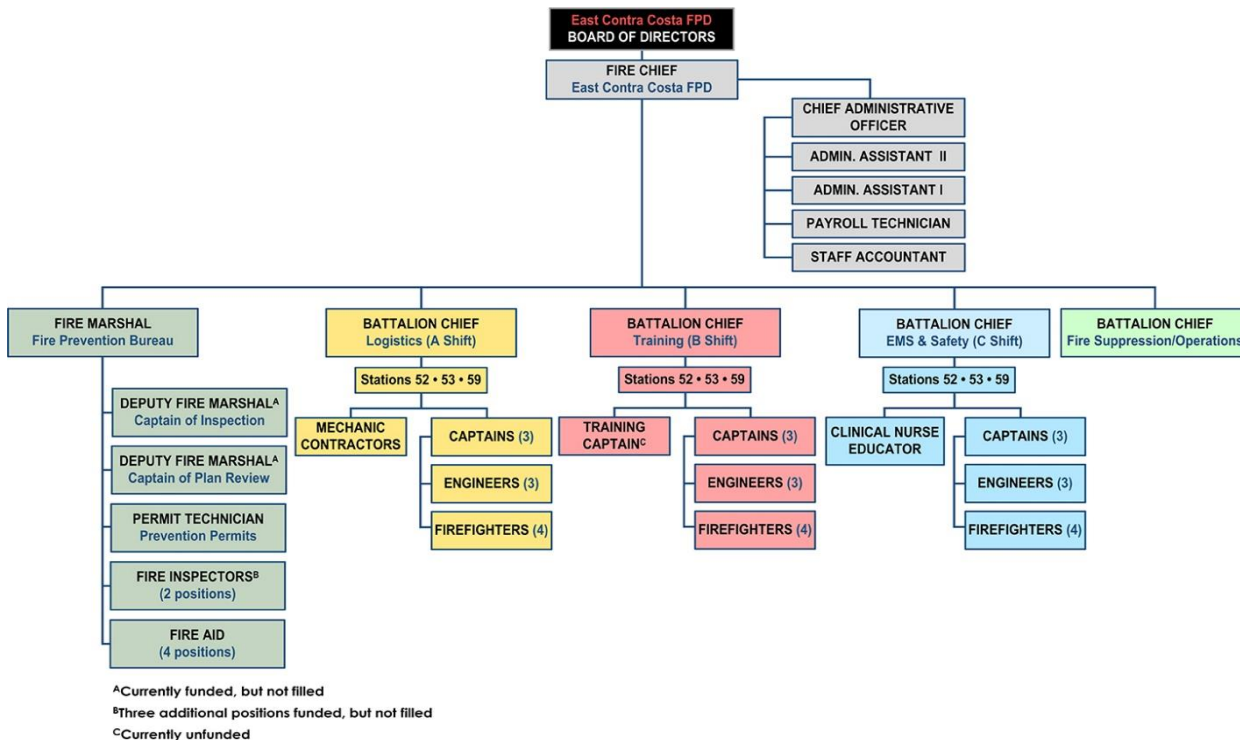 East Contra Costa FPD
BOARD OF DIRECTORS
FIRE CHIEF
East Contra Costa FPD
CHIEF ADMINISTRATIVE
OFFICER
ADMIN. ASSISTANT II
ADMIN. ASSISTANT I
PAYROLL TECHNICIAN
STAFF ACCOUNTANT
FIRE MARSHAL
Fire Prevention Bureau
DEPUTY FIRE MARSHALᴬ
Captain of Inspection
DEPUTY FIRE MARSHALᴬ
Captain of Plan Review
PERMIT TECHNICIAN
Prevention Permits
FIRE INSPECTORSᴮ
(2 positions)
FIRE AID
(4 positions)
BATTALION CHIEF
Logistics (A Shift)
Stations 52 • 53 • 59
MECHANIC
CONTRACTORS
CAPTAINS (3)
ENGINEERS (3)
FIREFIGHTERS (4)
BATTALION CHIEF
Training (B Shift)
Stations 52 • 53 • 59
TRAINING
CAPTAINᶜ
CAPTAINS (3)
ENGINEERS (3)
FIREFIGHTERS (4)
BATTALION CHIEF
EMS & Safety (C Shift)
Stations 52 • 53 • 59
CLINICAL NURSE
EDUCATOR
CAPTAINS (3)
ENGINEERS (3)
FIREFIGHTERS (4)
BATTALION CHIEF
Fire Suppression/Operations
ᴬCurrently funded, but not filled
ᴮThree additional positions funded, but not filled
ᶜCurrently unfunded